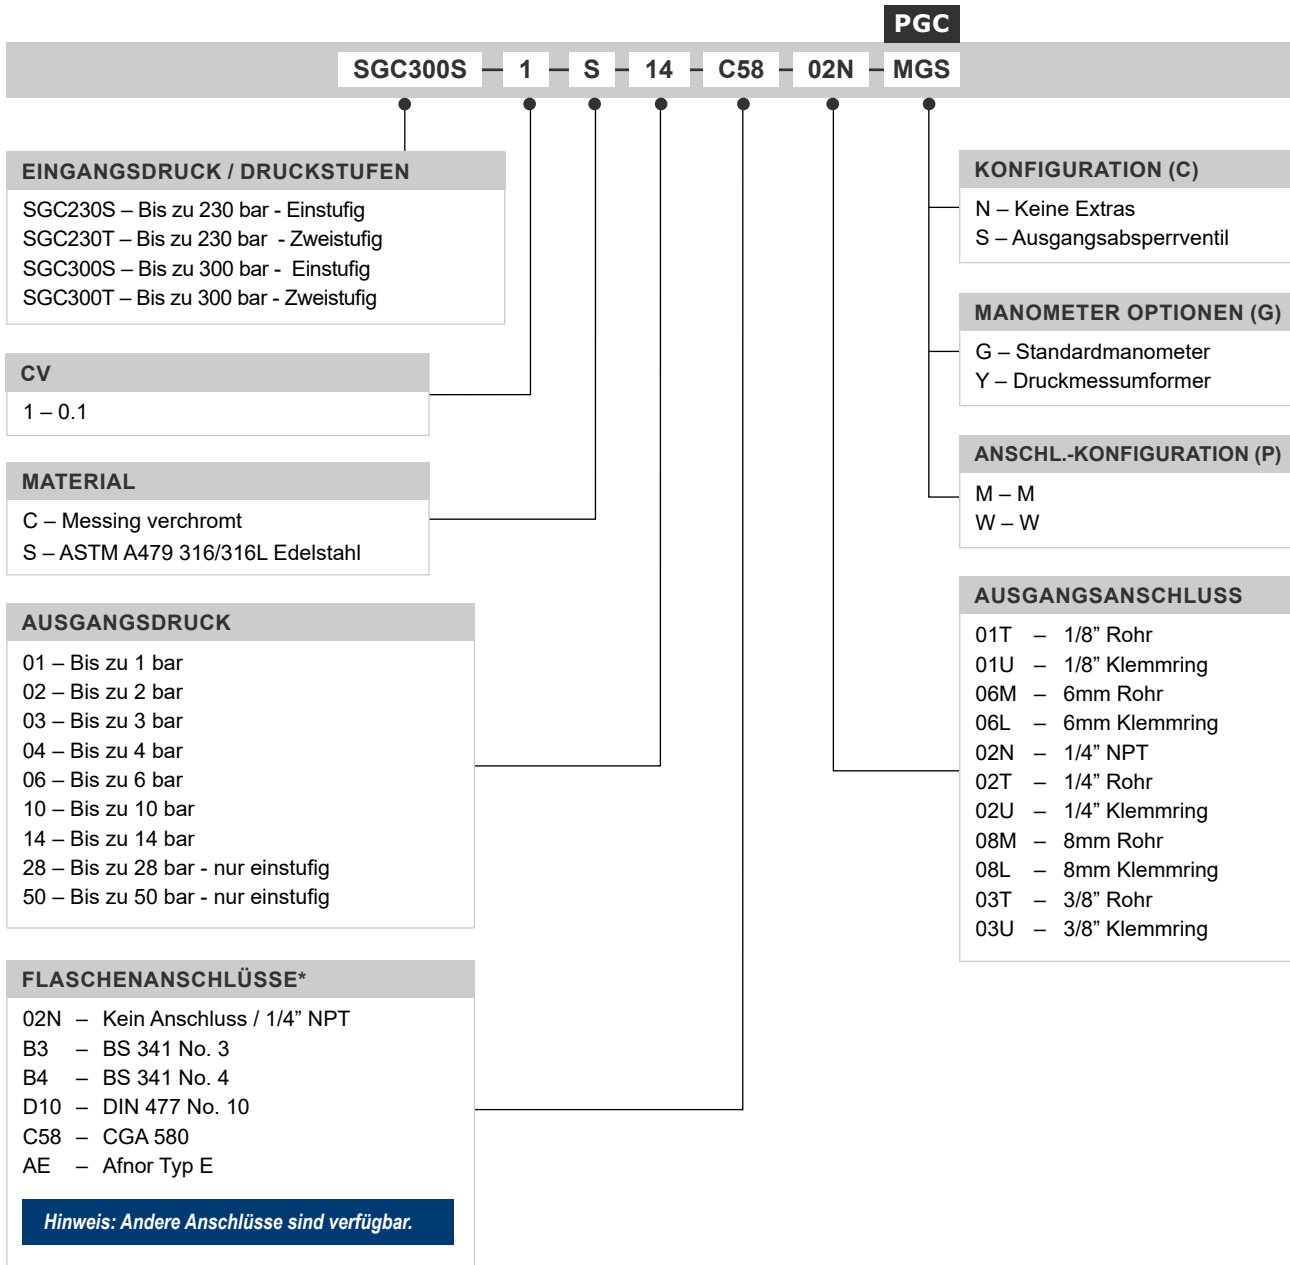 PGC
SGC300S – 1 – S – 14 – C58 – 02N – MGS
EINGANGSDRUCK / DRUCKSTUFEN
SGC230S – Bis zu 230 bar - Einstufig
SGC230T – Bis zu 230 bar - Zweistufig
SGC300S – Bis zu 300 bar - Einstufig
SGC300T – Bis zu 300 bar - Zweistufig
CV
1 – 0.1
MATERIAL
C – Messing verchromt
S – ASTM A479 316/316L Edelstahl
AUSGANGSDRUCK
01 – Bis zu 1 bar
02 – Bis zu 2 bar
03 – Bis zu 3 bar
04 – Bis zu 4 bar
06 – Bis zu 6 bar
10 – Bis zu 10 bar
14 – Bis zu 14 bar
28 – Bis zu 28 bar - nur einstufig
50 – Bis zu 50 bar - nur einstufig
FLASCHENANSCHLÜSSE*
02N – Kein Anschluss / 1/4” NPT
B3 – BS 341 No. 3
B4 – BS 341 No. 4
D10 – DIN 477 No. 10
C58 – CGA 580
AE – Afnor Typ E
Hinweis: Andere Anschlüsse sind verfügbar.
KONFIGURATION (C)
N – Keine Extras
S – Ausgangsabsperrventil
MANOMETER OPTIONEN (G)
G – Standardmanometer
Y – Druckmessumformer
ANSCHL.-KONFIGURATION (P)
M – M
W – W
AUSGANGSANSCHLUSS
01T – 1/8” Rohr
01U – 1/8” Klemmring
06M – 6mm Rohr
06L – 6mm Klemmring
02N – 1/4” NPT
02T – 1/4” Rohr
02U – 1/4” Klemmring
08M – 8mm Rohr
08L – 8mm Klemmring
03T – 3/8” Rohr
03U – 3/8” Klemmring